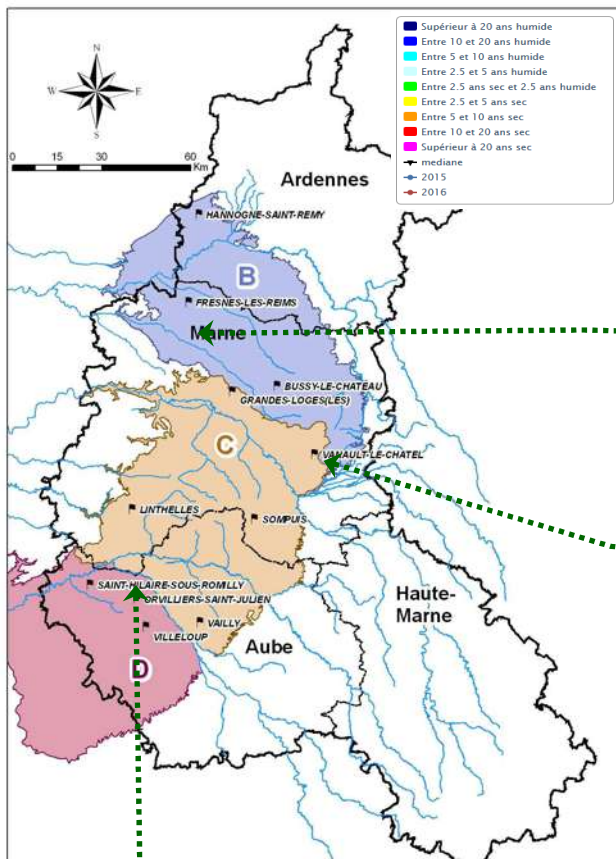 Supérieur à 20 ans humide
Entre 10 et 20 ans humide
Entre 5 et 10 ans humide
Entre 2.5 et 5 ans humide
Entre 2.5 ans sec et 2.5 ans humide
Entre 2.5 et 5 ans sec
Entre 5 et 10 ans sec
Entre 10 et 20 ans sec
Supérieur à 20 ans sec
mediane
2015
2016
N
W E
S
0 15 30 60
Km
Ardennes
HANNOGNE-SAINT-REMY
B
FRESNES-LES-REIMS
Marne
BUSSY-LE-CHATEAU
GRANDES-LOGES(LES)
C
VANAULT-LE-CHATEL
LINTHELLES
SOMPUIS
SAINT-HILAIRE-SOUS-ROMILLY
ORVILLIERS-SAINT-JULIEN
VAILLY
VILLELOUP
Haute-
Marne
Aube
D